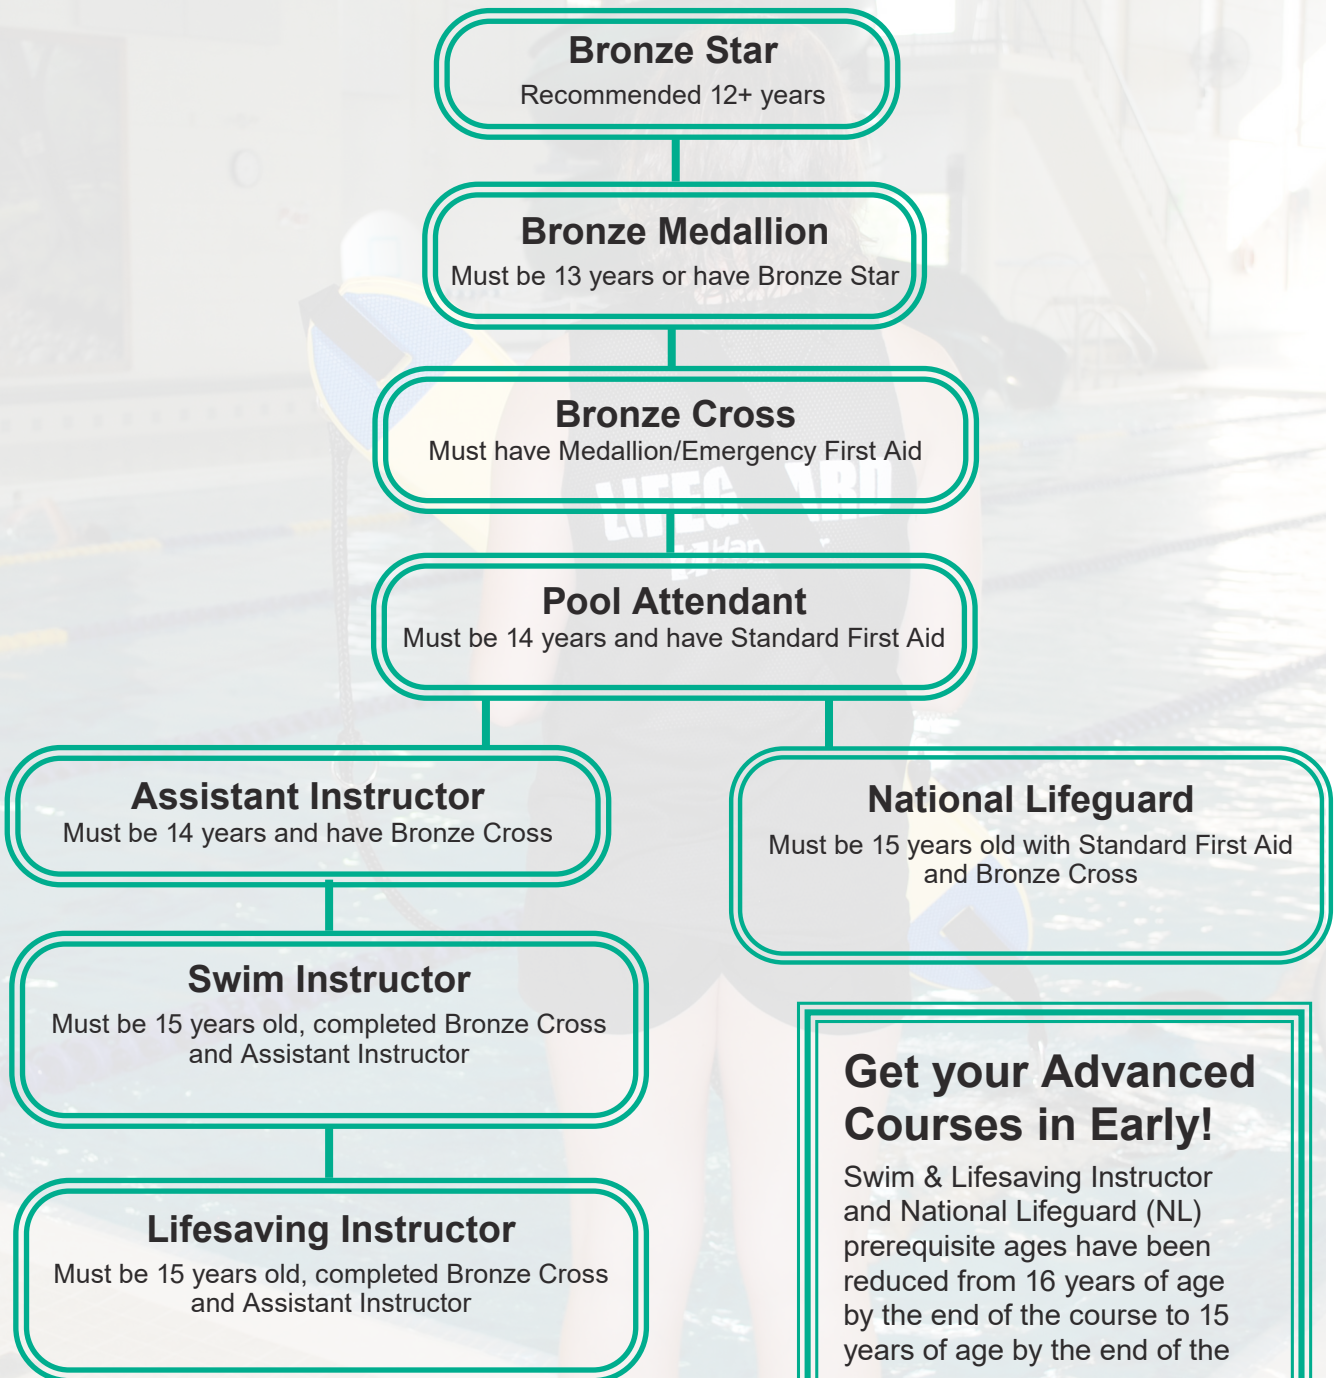 Bronze Star
Recommended 12+ years
Bronze Medallion
Must be 13 years or have Bronze Star
Bronze Cross
Must have Medallion/Emergency First Aid
Pool Attendant
Must be 14 years and have Standard First Aid
Assistant Instructor
Must be 14 years and have Bronze Cross
National Lifeguard
Must be 15 years old with Standard First Aid
and Bronze Cross
Swim Instructor
Must be 15 years old, completed Bronze Cross
and Assistant Instructor
Lifesaving Instructor
Must be 15 years old, completed Bronze Cross
and Assistant Instructor
Get your Advanced
Courses in Early!
Swim & Lifesaving Instructor
and National Lifeguard (NL)
prerequisite ages have been
reduced from 16 years of age
by the end of the course to 15
years of age by the end of the